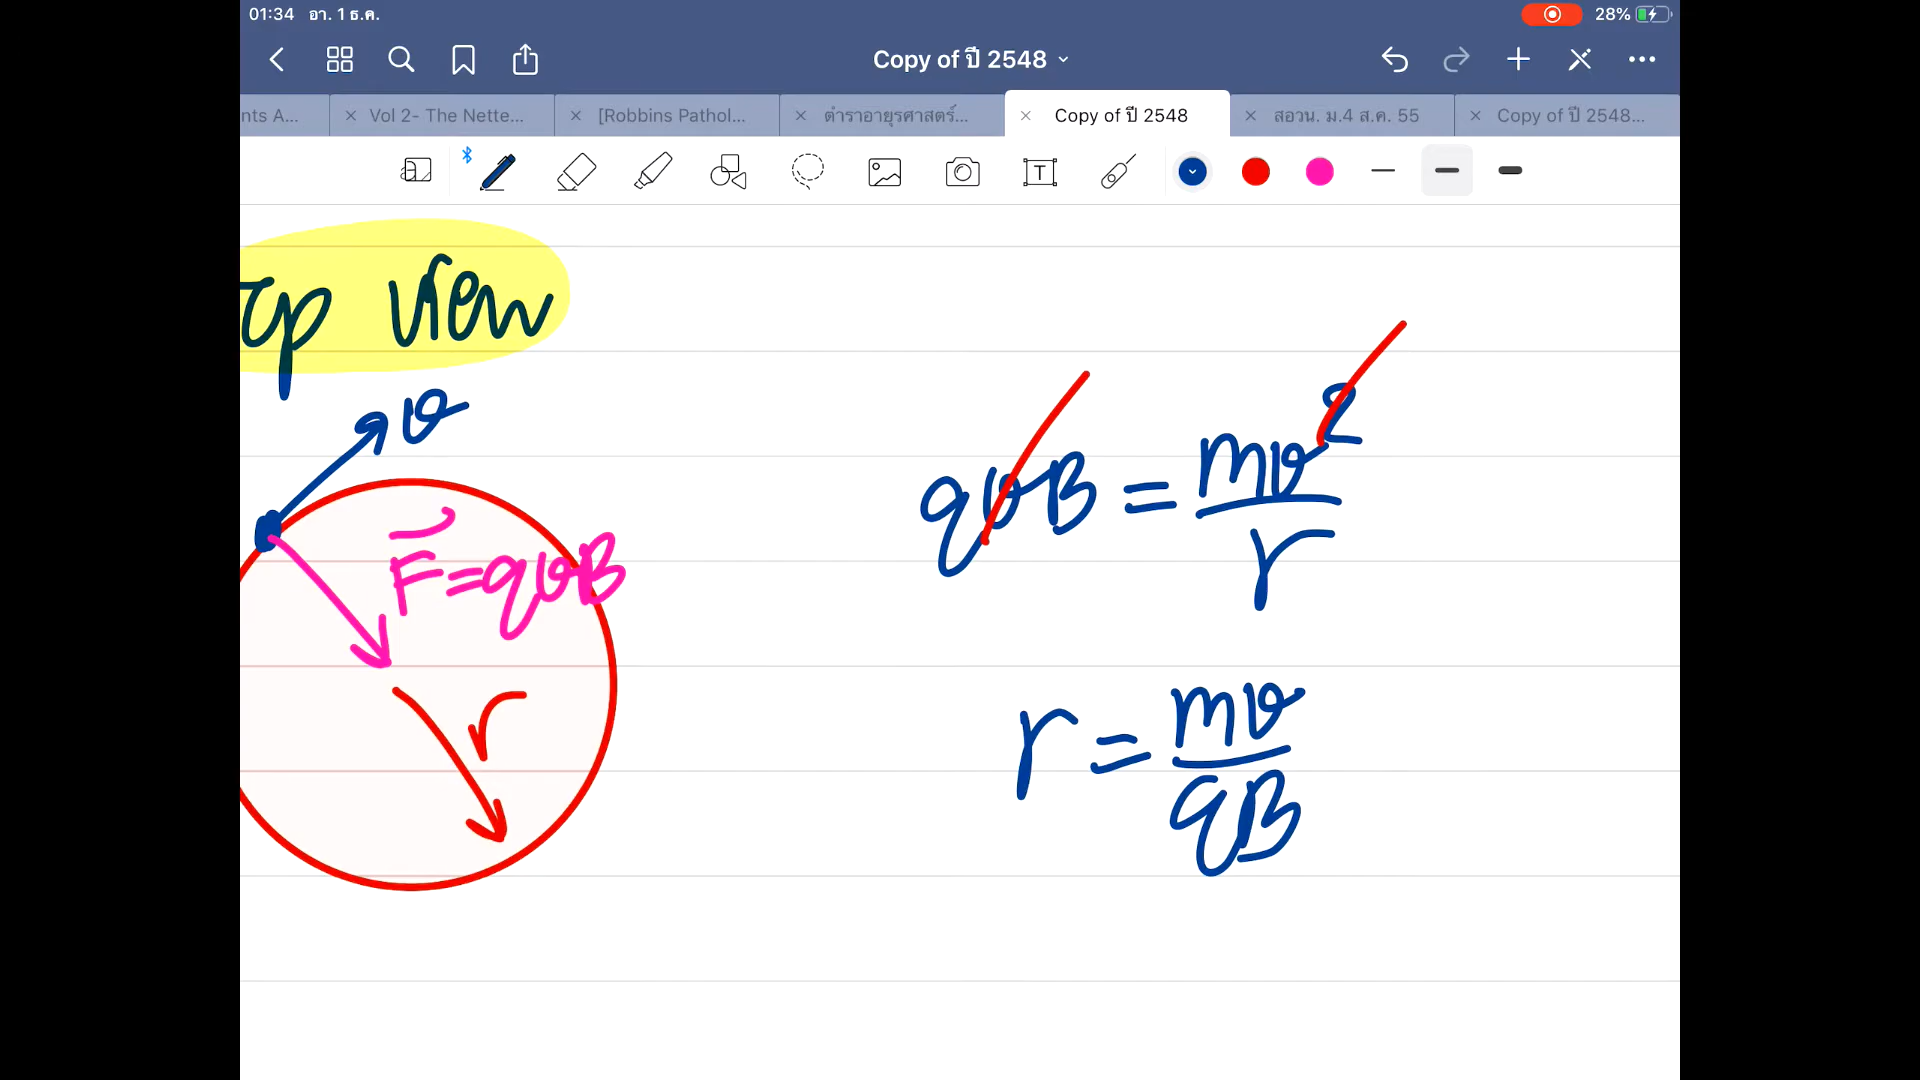 01:34 อา. 1 ธ.ค. 28%
Copy of ปี 2548
nts A... Vol 2- The Nette... [Robbins Pathol... ตำราอายุรศาสตร์... Copy of ปี 2548 สอวน. ม.4 ส.ค. 55 Copy of ปี 2548...
Top view
v
F⃗=qvB
r
qvB = mv²/r
r = mv/qB